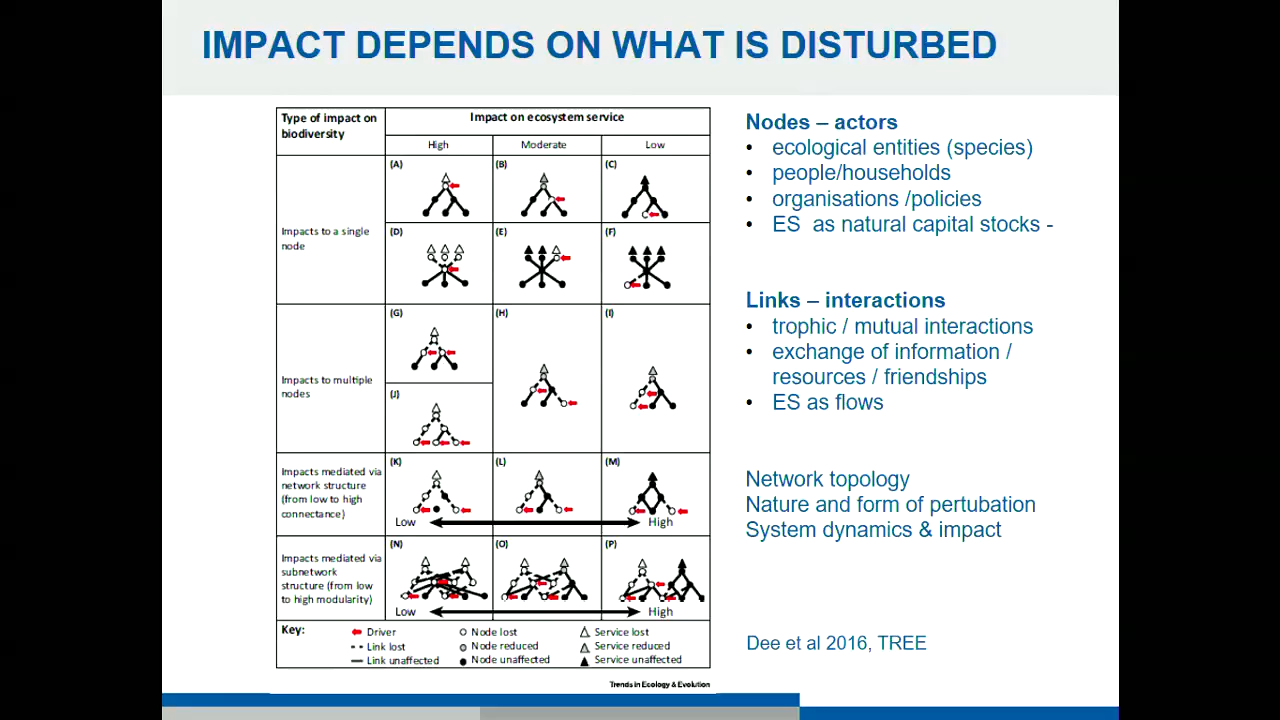 IMPACT DEPENDS ON WHAT IS DISTURBED
Type of impact on
biodiversity
Impact on ecosystem service
High
Moderate
Low
Impacts to a single
node
(A)
(B)
(C)
(D)
(E)
(F)
Impacts to multiple
nodes
(G)
(H)
(I)
(J)
Impacts mediated via
network structure
(from low to high
connectance)
(K)
(L)
(M)
Low
High
Impacts mediated via
subnetwork
structure (from low
to high modularity)
(N)
(O)
(P)
Low
High
Key:
Driver
Link lost
Link unaffected
Node lost
Node reduced
Node unaffected
Service lost
Service reduced
Service unaffected
Trends in Ecology & Evolution
Nodes – actors
• ecological entities (species)
• people/households
• organisations /policies
• ES as natural capital stocks -
Links – interactions
• trophic / mutual interactions
• exchange of information /
resources / friendships
• ES as flows
Network topology
Nature and form of pertubation
System dynamics & impact
Dee et al 2016, TREE